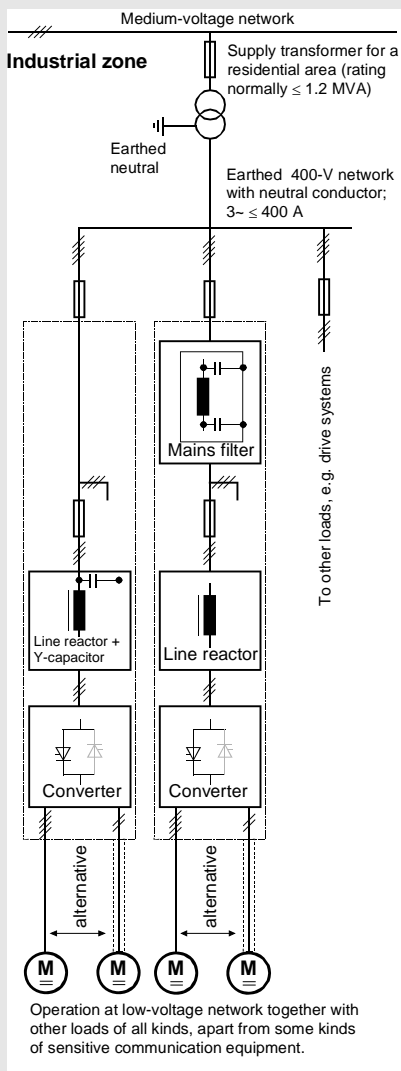 Medium-voltage network
Industrial zone
Supply transformer for a
residential area (rating
normally ≤ 1.2 MVA)
Earthed
neutral
Earthed 400-V network
with neutral conductor;
3~ ≤ 400 A
Mains filter
To other loads, e.g. drive systems
Line reactor +
Y-capacitor
Line reactor
Converter
Converter
alternative
alternative
M
M
M
M
Operation at low-voltage network together with
other loads of all kinds, apart from some kinds
of sensitive communication equipment.